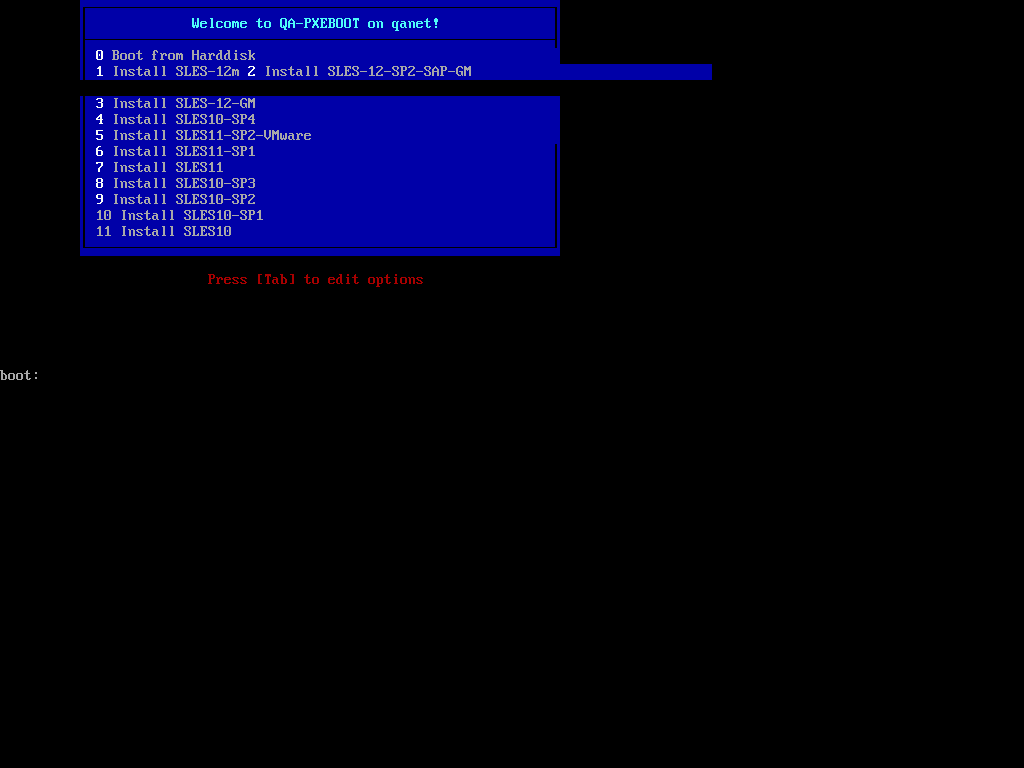 Welcome to QA-PXEBOOT on qanet!
0 Boot from Harddisk
1 Install SLES-12m 2 Install SLES-12-SP2-SAP-GM
3 Install SLES-12-GM
4 Install SLES10-SP4
5 Install SLES11-SP2-VMware
6 Install SLES11-SP1
7 Install SLES11
8 Install SLES10-SP3
9 Install SLES10-SP2
10 Install SLES10-SP1
11 Install SLES10
Press [Tab] to edit options
boot: